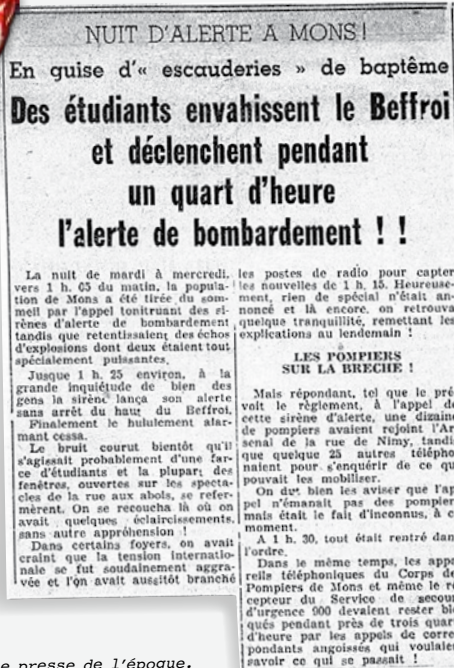 NUIT D'ALERTE A MONS !
En guise d'« escauderies » de baptême
Des étudiants envahissent le Beffroi
et déclenchent pendant
un quart d'heure
l'alerte de bombardement ! !
La nuit de mardi à mercredi,
vers 1 h. 05 du matin, la popula-
tion de Mons a été tirée du som-
meil par l'appel tonitruant des si-
rènes d'alerte de bombardement
tandis que retentissaient des échos
d'explosions dont deux étaient tout
spécialement puissantes.
Jusque 1 h. 25 environ, à la
grande inquiétude de bien des
gens la sirène lança son alerte
sans arrêt du haut du Beffroi.
Finalement le hululement alar-
mant cessa.
Le bruit courut bientôt qu'il
s'agissait probablement d'une far-
ce d'étudiants et la plupart des
fenêtres, ouvertes sur les specta-
cles de la rue aux abois, se refer-
mèrent. On se recoucha là où on
avait quelques éclaircissements,
sans autre appréhension !
Dans certains foyers, on avait
craint que la tension internatio-
nale se fut soudainement aggra-
vée et l'on avait aussitôt branché
les postes de radio pour capter
les nouvelles de 1 h. 15. Heureuse-
ment, rien de spécial n'était an-
noncé et là encore, on retrouva
quelque tranquillité, remettant les
explications au lendemain !
LES POMPIERS
SUR LA BRECHE !
Mais répondant, tel que le pré-
voit le règlement, à l'appel de
cette sirène d'alerte, une dizaine
de pompiers avaient rejoint l'Ar-
senal de la rue de Nimy, tandis
que quelque 25 autres télépho-
naient pour s'enquérir de ce qui
pouvait les mobiliser.
On dut bien les aviser que l'ap-
pel n'émanait pas des pompiers
mais était le fait d'inconnus, à ce
moment.
A 1 h. 30, tout était rentré dans
l'ordre.
Dans le même temps, les appa-
reils téléphoniques du Corps de
Pompiers de Mons et même le ré-
cepteur du Service de secours
d'urgence 900 devaient rester blo-
qués pendant près de trois quarts
d'heure par les appels de corres-
pondants angoissés qui voulaient
savoir ce qui se passait !
e presse de l'époque.